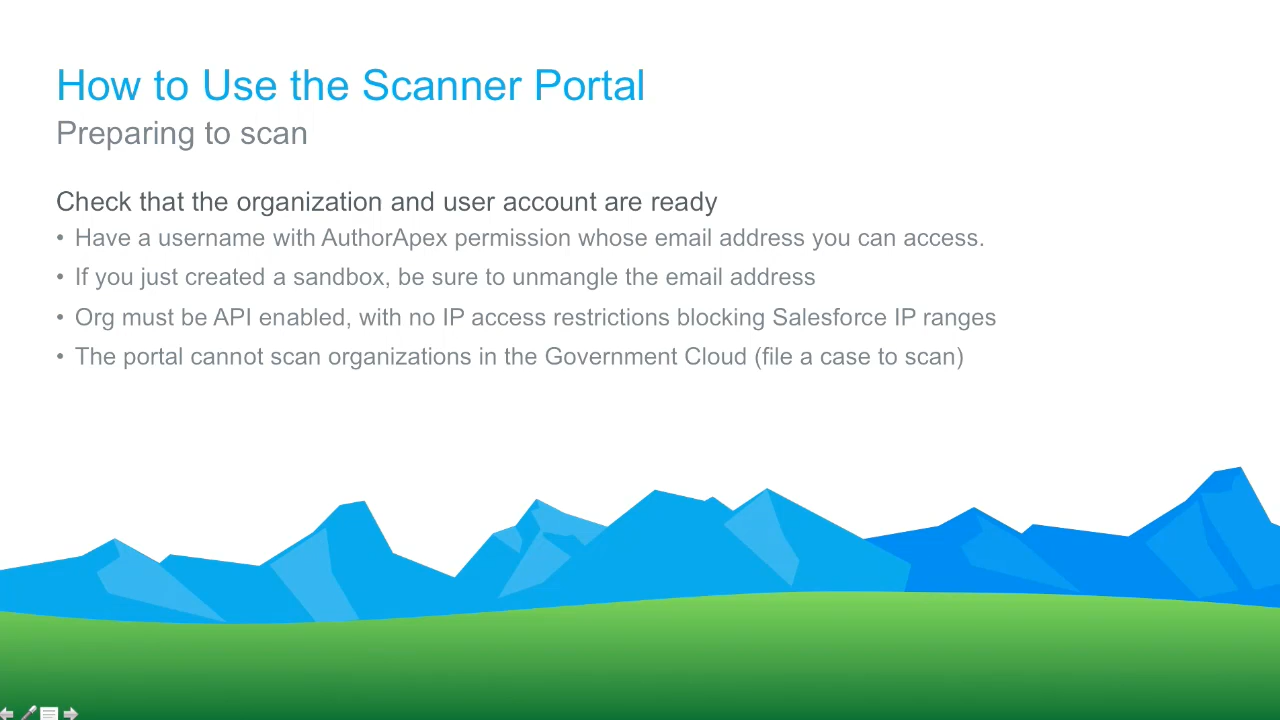 How to Use the Scanner Portal
Preparing to scan
Check that the organization and user account are ready
• Have a username with AuthorApex permission whose email address you can access.
• If you just created a sandbox, be sure to unmangle the email address
• Org must be API enabled, with no IP access restrictions blocking Salesforce IP ranges
• The portal cannot scan organizations in the Government Cloud (file a case to scan)